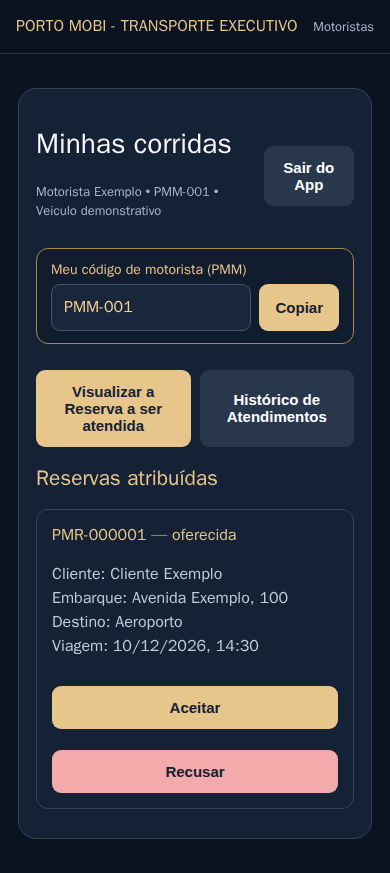 PORTO MOBI - TRANSPORTE EXECUTIVO
Motoristas
Minhas corridas
Motorista Exemplo • PMM-001 •
Veiculo demonstrativo
Sair do
App
Meu código de motorista (PMM)
PMM-001
Copiar
Visualizar a
Reserva a ser
atendida
Histórico de
Atendimentos
Reservas atribuídas
PMR-000001 — oferecida
Cliente: Cliente Exemplo
Embarque: Avenida Exemplo, 100
Destino: Aeroporto
Viagem: 10/12/2026, 14:30
Aceitar
Recusar